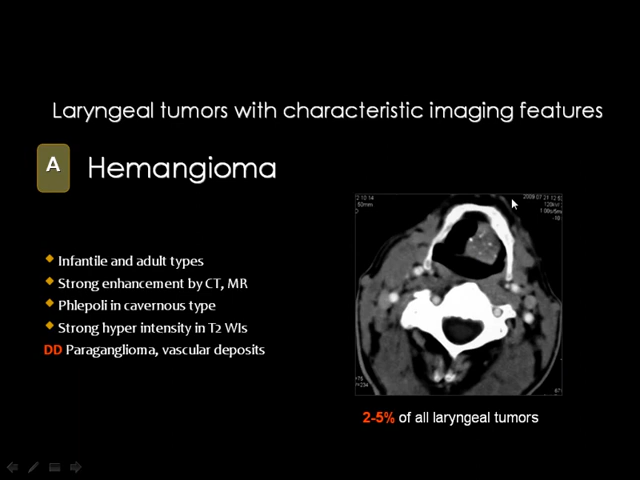 Laryngeal tumors with characteristic imaging features
A
Hemangioma
Infantile and adult types
Strong enhancement by CT, MR
Phlepoli in cavernous type
Strong hyper intensity in T2 WIs
DD Paraganglioma, vascular deposits
120kV
2-5% of all laryngeal tumors